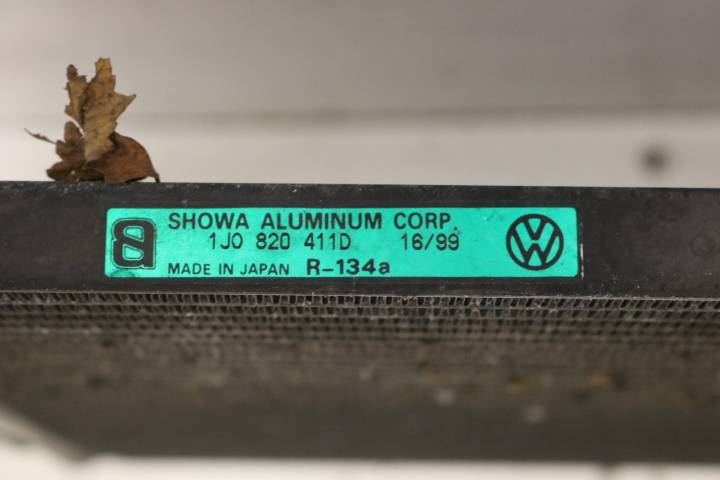 SHOWA ALUMINUM CORP.
1J0 820 411D 16/99
MADE IN JAPAN R-134a